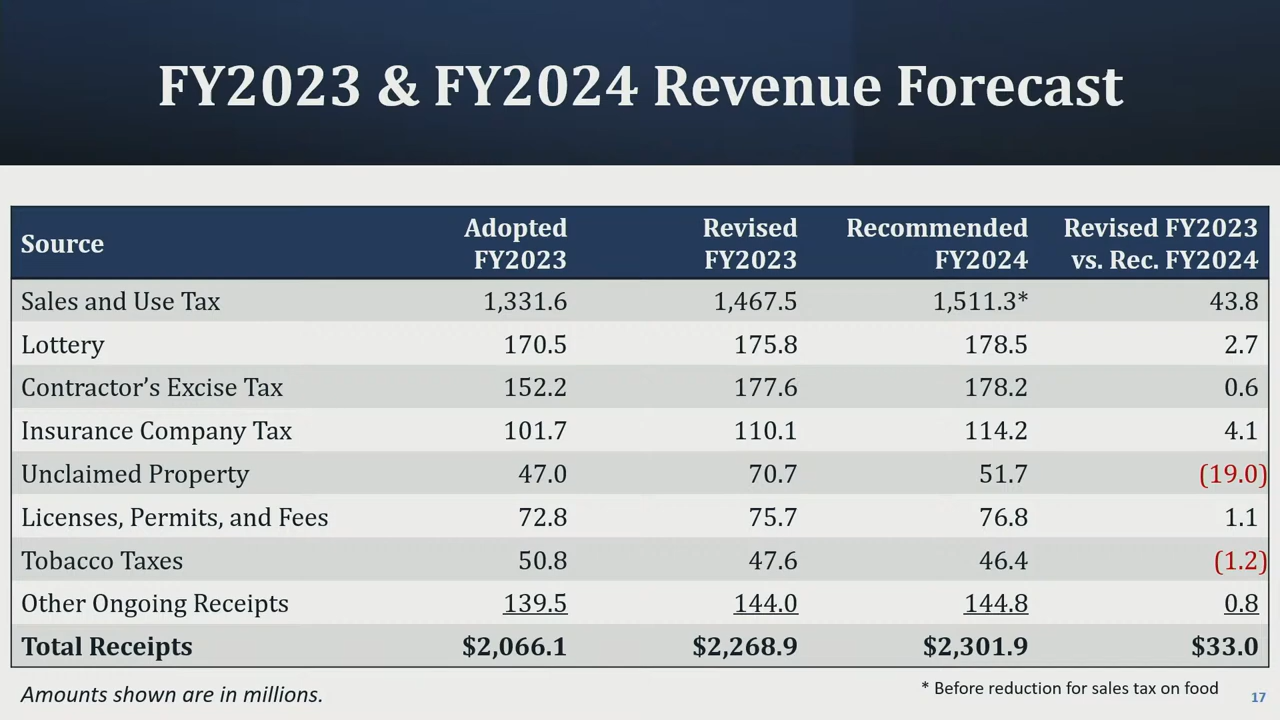 FY2023 & FY2024 Revenue Forecast
Source Adopted FY2023 Revised FY2023 Recommended FY2024 Revised FY2023 vs. Rec. FY2024
Sales and Use Tax 1,331.6 1,467.5 1,511.3* 43.8
Lottery 170.5 175.8 178.5 2.7
Contractor’s Excise Tax 152.2 177.6 178.2 0.6
Insurance Company Tax 101.7 110.1 114.2 4.1
Unclaimed Property 47.0 70.7 51.7 (19.0)
Licenses, Permits, and Fees 72.8 75.7 76.8 1.1
Tobacco Taxes 50.8 47.6 46.4 (1.2)
Other Ongoing Receipts 139.5 144.0 144.8 0.8
Total Receipts $2,066.1 $2,268.9 $2,301.9 $33.0
Amounts shown are in millions.
* Before reduction for sales tax on food
17